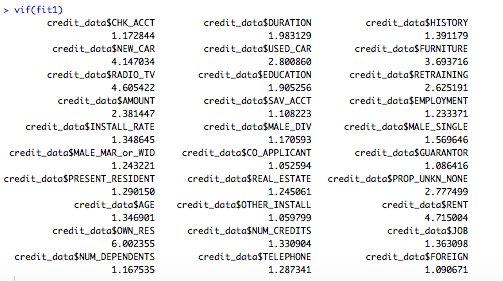 > vif(fit1)
credit_data$CHK_ACCT credit_data$DURATION credit_data$HISTORY
1.172844 1.983129 1.391179
credit_data$NEW_CAR credit_data$USED_CAR credit_data$FURNITURE
4.147034 2.800860 3.693716
credit_data$RADIO_TV credit_data$EDUCATION credit_data$RETRAINING
4.605422 1.905256 2.625191
credit_data$AMOUNT credit_data$SAV_ACCT credit_data$EMPLOYMENT
2.381447 1.108223 1.233371
credit_data$INSTALL_RATE credit_data$MALE_DIV credit_data$MALE_SINGLE
1.348645 1.170593 1.569646
credit_data$MALE_MAR_or_WID credit_data$CO_APPLICANT credit_data$GUARANTOR
1.243221 1.052594 1.086416
credit_data$PRESENT_RESIDENT credit_data$REAL_ESTATE credit_data$PROP_UNKN_NONE
1.290150 1.245061 2.777499
credit_data$AGE credit_data$OTHER_INSTALL credit_data$RENT
1.346901 1.059799 4.715004
credit_data$OWN_RES credit_data$NUM_CREDITS credit_data$JOB
6.002355 1.330904 1.363098
credit_data$NUM_DEPENDENTS credit_data$TELEPHONE credit_data$FOREIGN
1.167535 1.287341 1.090671